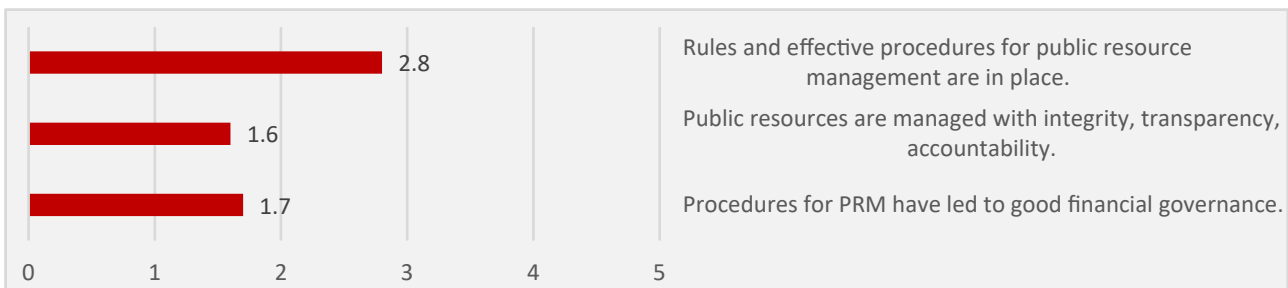 2.8
Rules and effective procedures for public resource
management are in place.
1.6
Public resources are managed with integrity, transparency,
accountability.
1.7
Procedures for PRM have led to good financial governance.
0 1 2 3 4 5